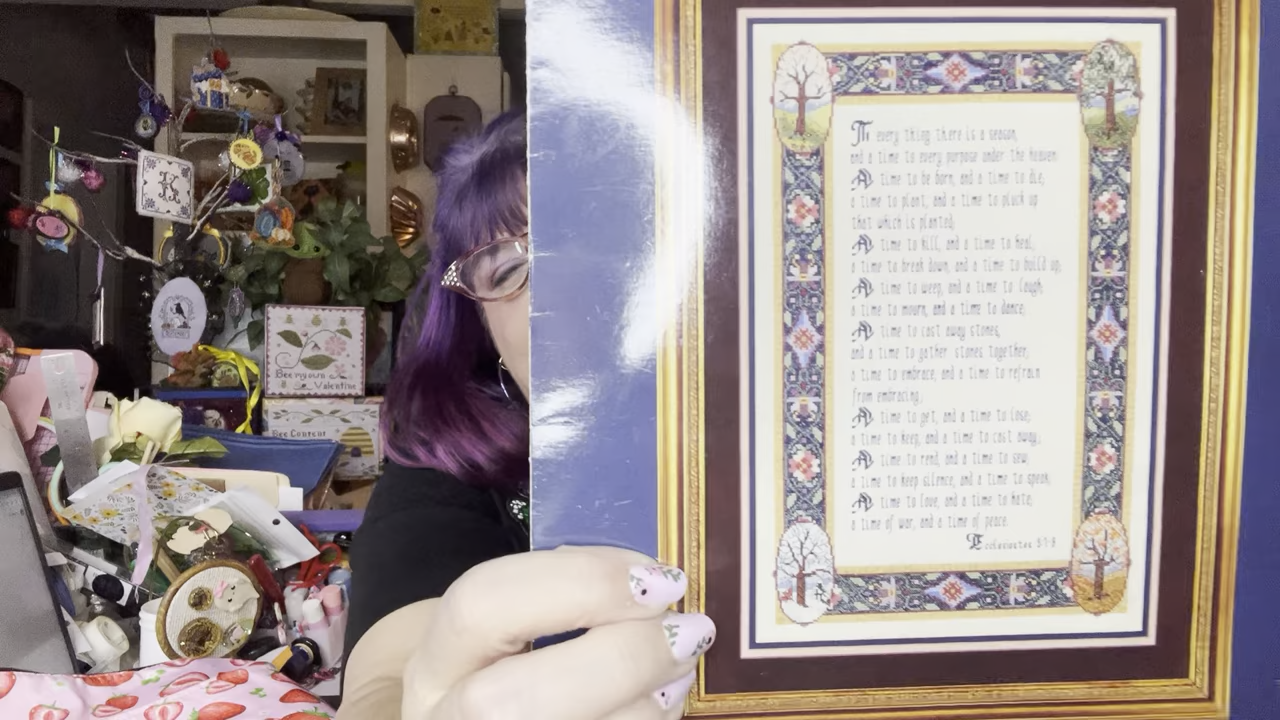 K
Bee my own
Valentine
Bee Content
To every thing there is a season,
and a time to every purpose under the heaven:
A time to be born, and a time to die;
a time to plant, and a time to pluck up
that which is planted;
A time to kill, and a time to heal;
a time to break down, and a time to build up;
A time to weep, and a time to laugh;
a time to mourn, and a time to dance;
A time to cast away stones,
and a time to gather stones together;
a time to embrace, and a time to refrain
from embracing;
A time to get, and a time to lose;
a time to keep, and a time to cast away;
A time to rend, and a time to sew;
a time to keep silence, and a time to speak;
A time to love, and a time to hate;
a time of war, and a time of peace.
Ecclesiastes 3:1-8